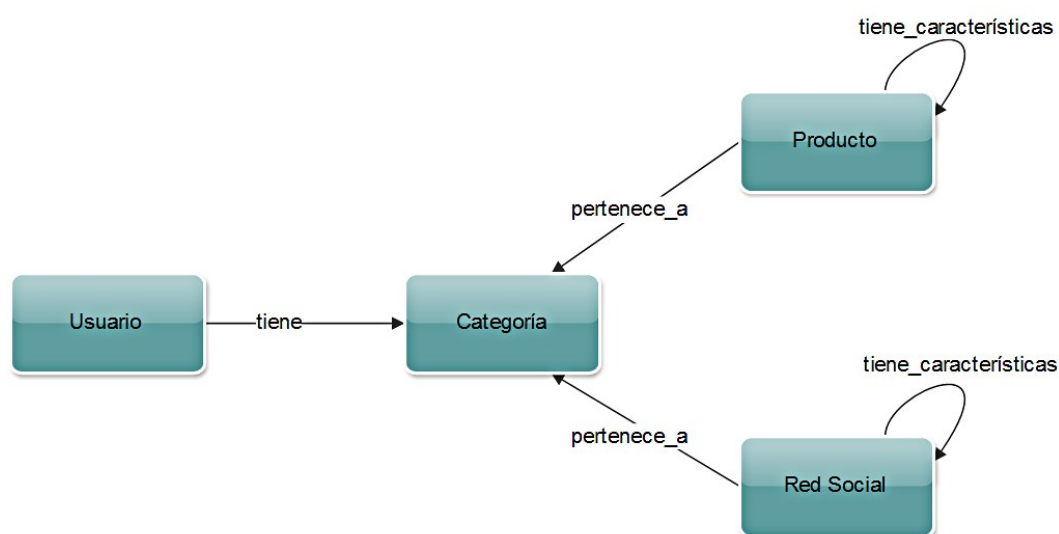 tiene_características
Producto
pertenece_a
Usuario
tiene
Categoría
tiene_características
pertenece_a
Red Social